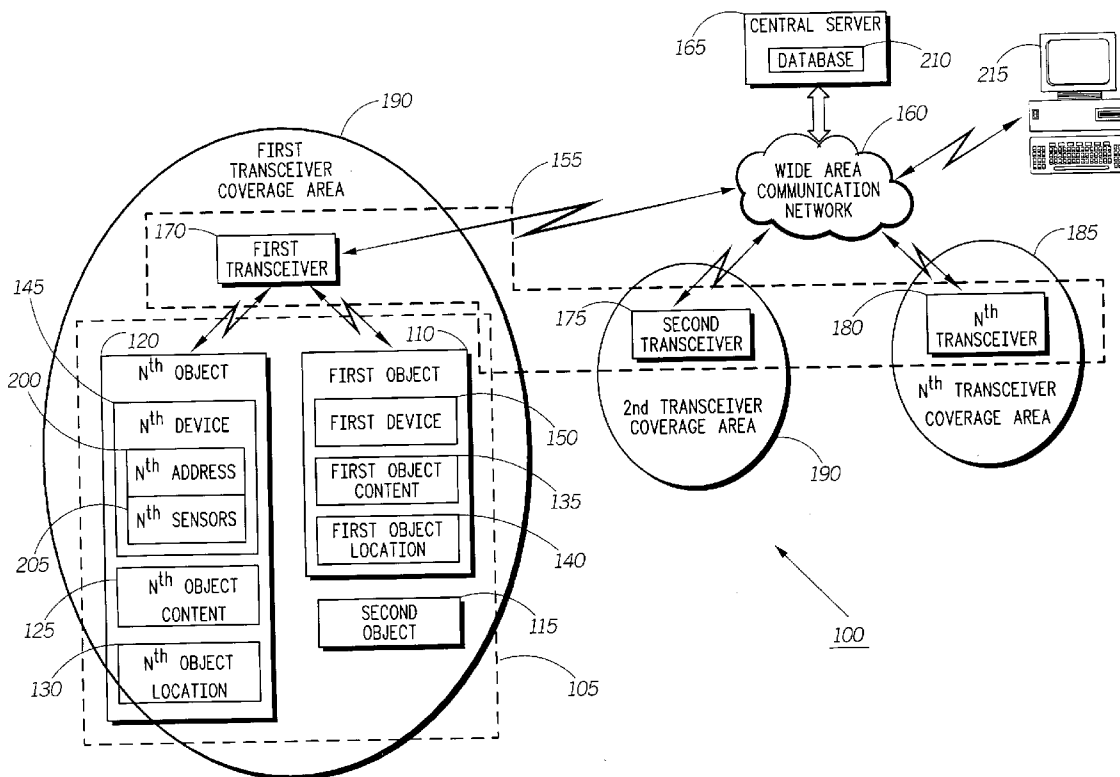 CENTRAL SERVER
165
DATABASE
210
215
190
160
FIRST
TRANSCEIVER
COVERAGE AREA
155
WIDE AREA
COMMUNICATION
NETWORK
185
170
FIRST
TRANSCEIVER
145
175
SECOND
TRANSCEIVER
180
Nth
TRANSCEIVER
120
110
Nth OBJECT
FIRST OBJECT
200
Nth DEVICE
FIRST DEVICE
150
2nd TRANSCEIVER
COVERAGE AREA
Nth TRANSCEIVER
COVERAGE AREA
Nth ADDRESS
FIRST OBJECT
CONTENT
135
190
Nth SENSORS
205
FIRST OBJECT
LOCATION
140
Nth OBJECT
CONTENT
125
SECOND
OBJECT
115
100
Nth OBJECT
LOCATION
130
105